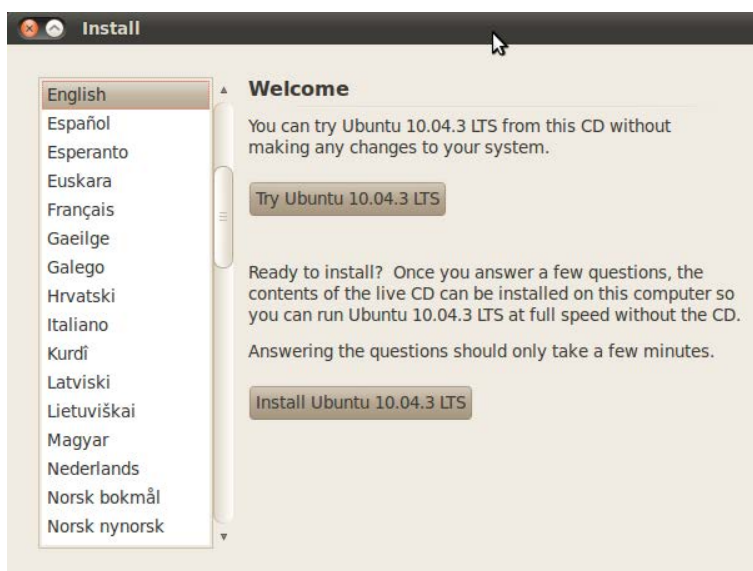 Install
English
Español
Esperanto
Euskara
Français
Gaeilge
Galego
Hrvatski
Italiano
Kurdî
Latviski
Lietuviškai
Magyar
Nederlands
Norsk bokmål
Norsk nynorsk
Welcome
You can try Ubuntu 10.04.3 LTS from this CD without
making any changes to your system.
Try Ubuntu 10.04.3 LTS
Ready to install?  Once you answer a few questions, the
contents of the live CD can be installed on this computer so
you can run Ubuntu 10.04.3 LTS at full speed without the CD.
Answering the questions should only take a few minutes.
Install Ubuntu 10.04.3 LTS